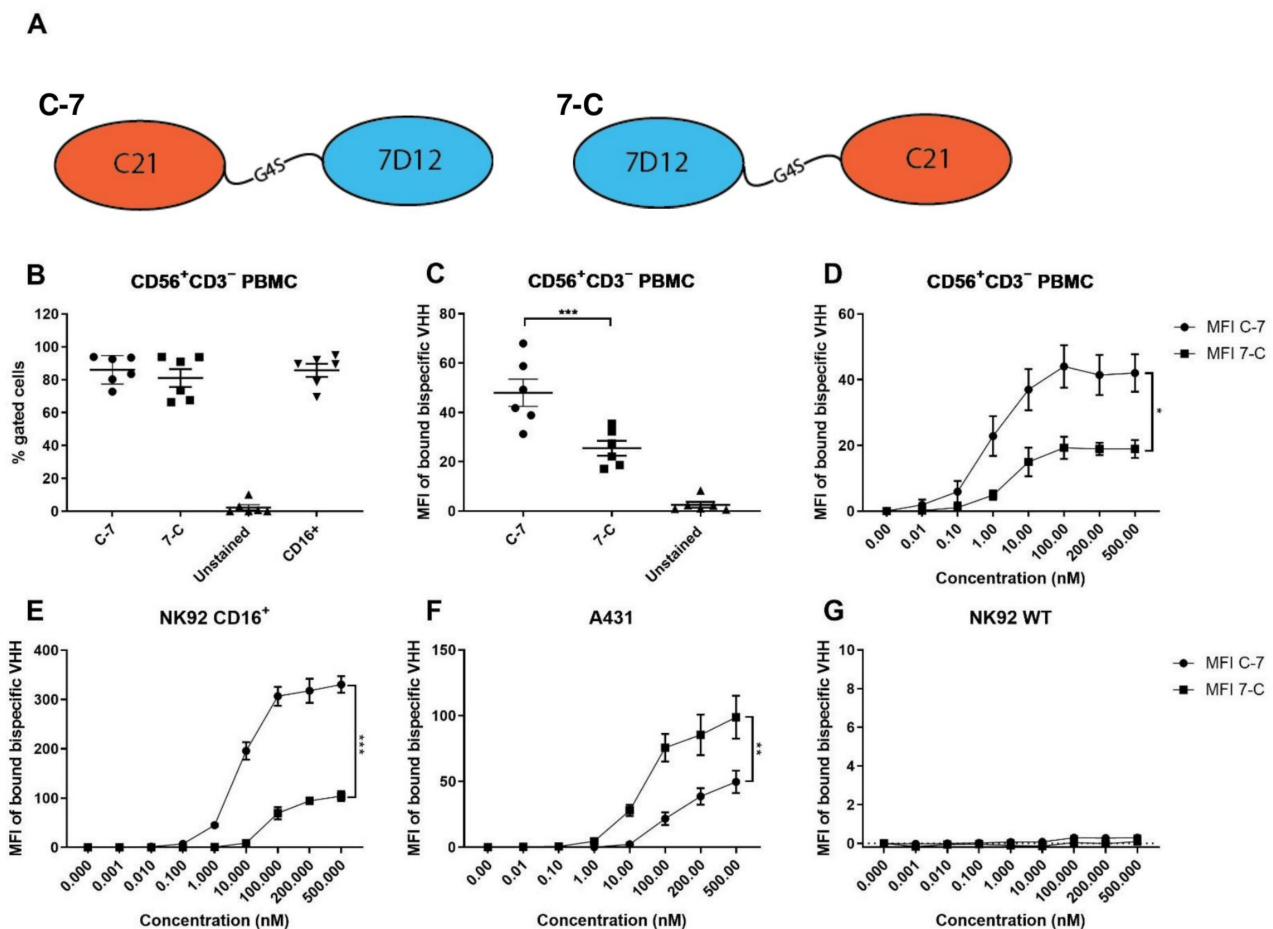 A
C-7
7-C
C21
G4S
7D12
7D12
G4S
C21
B
CD56+CD3− PBMC
% gated cells
120
100
80
60
40
20
0
C-7
7-C
Unstained
CD16+
C
CD56+CD3− PBMC
MFI of bound bispecific VHH
80
60
40
20
0
***
C-7
7-C
Unstained
D
CD56+CD3− PBMC
MFI of bound bispecific VHH
60
40
20
0
*
0.00
0.01
0.10
1.00
10.00
100.00
200.00
500.00
Concentration (nM)
MFI C-7
MFI 7-C
E
NK92 CD16+
MFI of bound bispecific VHH
400
300
200
100
0
***
0.000
0.001
0.010
0.100
1.000
10.000
100.000
200.000
500.000
Concentration (nM)
F
A431
MFI of bound bispecific VHH
150
100
50
0
**
0.00
0.01
0.10
1.00
10.00
100.00
200.00
500.00
Concentration (nM)
G
NK92 WT
MFI of bound bispecific VHH
10
8
6
4
2
0
0.000
0.001
0.010
0.100
1.000
10.000
100.000
200.000
500.000
Concentration (nM)
MFI C-7
MFI 7-C